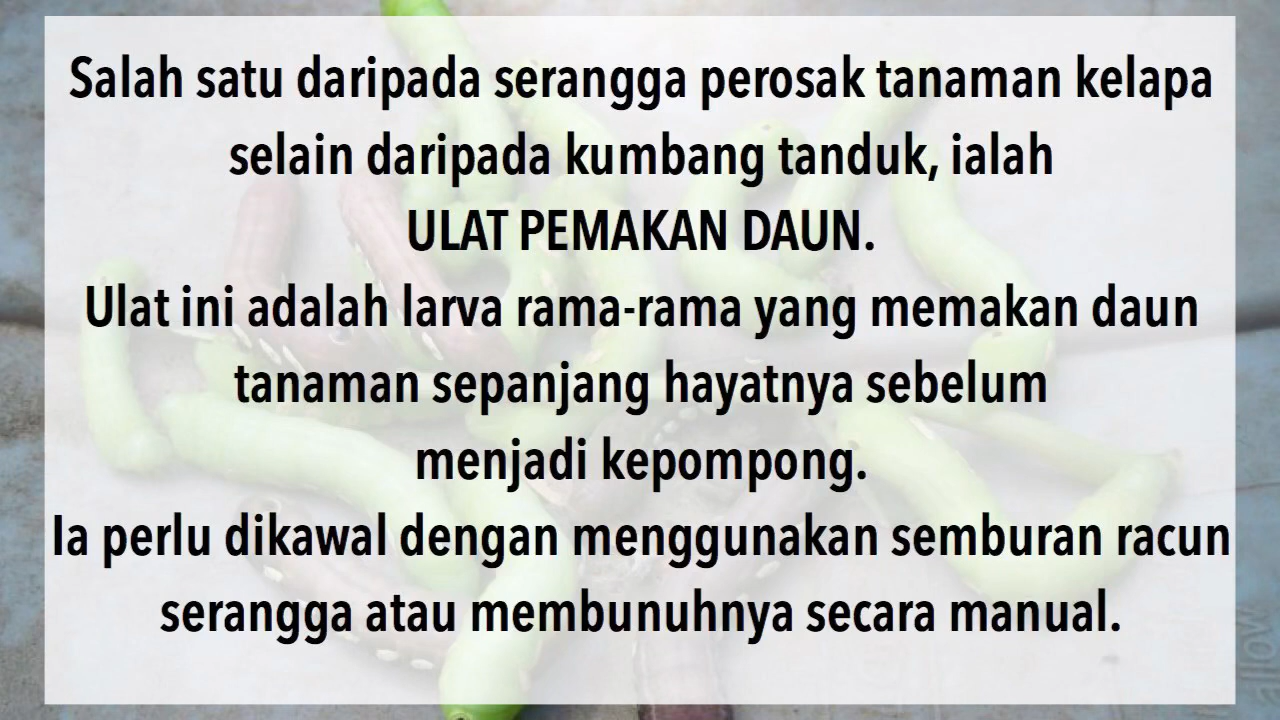 Salah satu daripada serangga perosak tanaman kelapa
selain daripada kumbang tanduk, ialah
ULAT PEMAKAN DAUN.
Ulat ini adalah larva rama-rama yang memakan daun
tanaman sepanjang hayatnya sebelum
menjadi kepompong.
Ia perlu dikawal dengan menggunakan semburan racun
serangga atau membunuhnya secara manual.